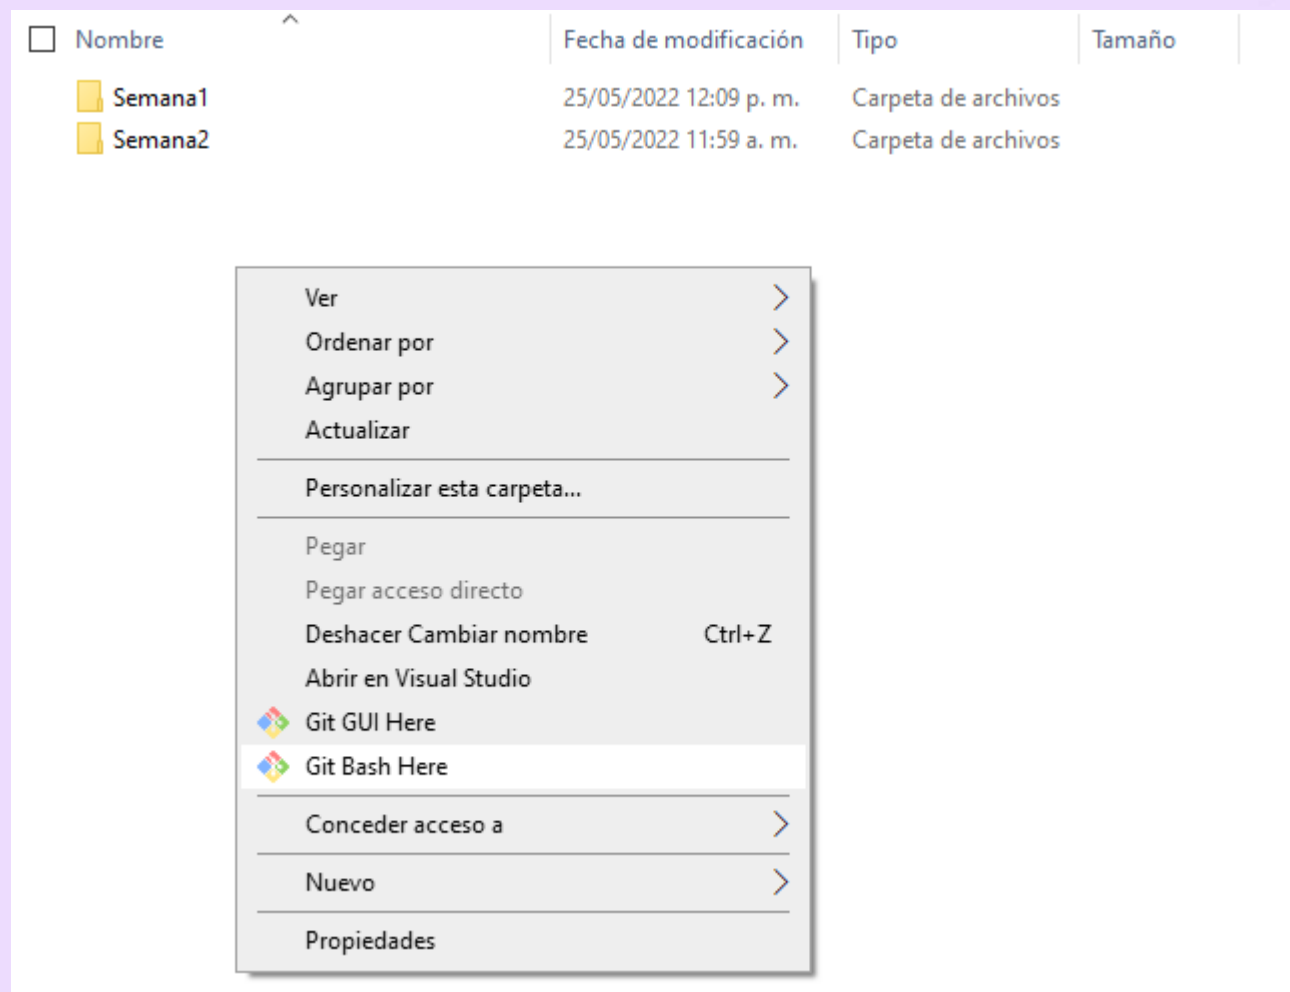 Nombre Fecha de modificación Tipo Tamaño
Semana1 25/05/2022 12:09 p. m. Carpeta de archivos
Semana2 25/05/2022 11:59 a. m. Carpeta de archivos
Ver
Ordenar por
Agrupar por
Actualizar
Personalizar esta carpeta...
Pegar
Pegar acceso directo
Deshacer Cambiar nombre Ctrl+Z
Abrir en Visual Studio
Git GUI Here
Git Bash Here
Conceder acceso a
Nuevo
Propiedades